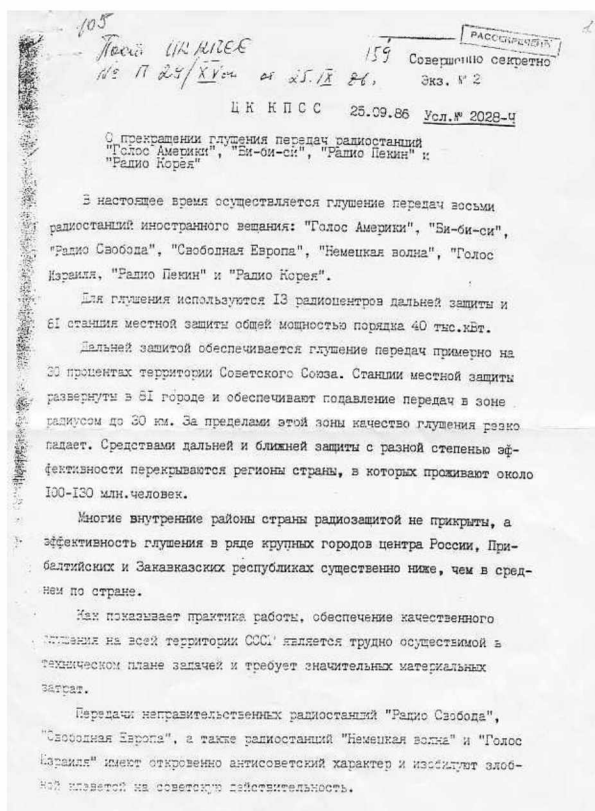 105
РАССЕКРЕЧЕНО
159
№ П 24/XXVоп от 25.IX 86г.
Совершенно секретно
Экз. № 2
ЦК КПСС
25.09.86 Усл.№ 2028-Ч
О прекращении глушения передач радиостанций
"Голос Америки", "Би-би-си", "Радио Пекин" и
"Радио Корея"
В настоящее время осуществляется глушение передач восьми
радиостанций иностранного вещания: "Голос Америки", "Би-би-си",
"Радио Свобода", "Свободная Европа", "Немецкая волна", "Голос
Израиля, "Радио Пекин" и "Радио Корея".
Для глушения используются 13 радиоцентров дальней защиты и
81 станция местной защиты общей мощностью порядка 40 тыс.кВт.
Дальней защитой обеспечивается глушение передач примерно на
30 процентах территории Советского Союза. Станции местной защиты
развернуты в 81 городе и обеспечивают подавление передач в зоне
радиусом до 30 км. За пределами этой зоны качество глушения резко
падает. Средствами дальней и ближней защиты с разной степенью эф-
фективности перекрываются регионы страны, в которых проживают около
100-130 млн.человек.
Многие внутренние районы страны радиозащитой не прикрыты, а
эффективность глушения в ряде крупных городов центра России, При-
балтийских и Закавказских республиках существенно ниже, чем в сред-
нем по стране.
Как показывает практика работы, обеспечение качественного
глушения на всей территории СССР является трудно осуществимой в
техническом плане задачей и требует значительных материальных
затрат.
Передачи неправительственных радиостанций "Радио Свобода",
"Свободная Европа", а также радиостанций "Немецкая волна" и "Голос
Израиля" имеют откровенно антисоветский характер и изобилуют злоб-
ной клеветой на советскую действительность.